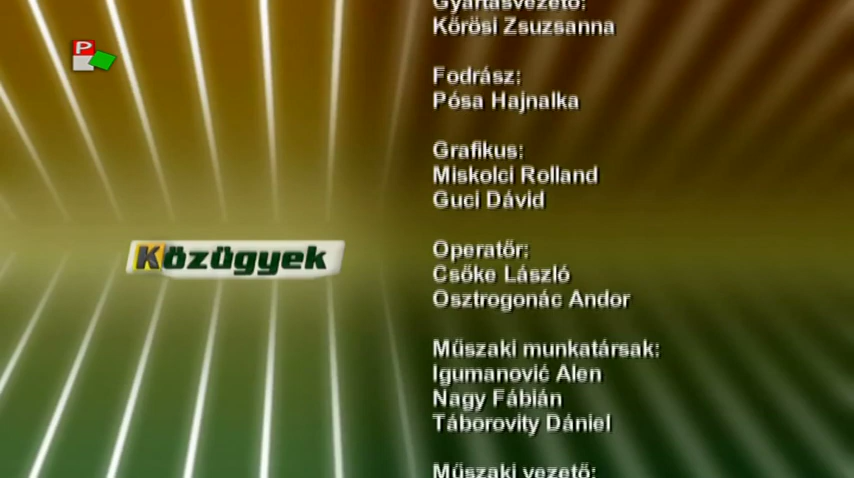 P
Közügyek
Gyártásvezető:
Kőrösi Zsuzsanna
Fodrász:
Pósa Hajnalka
Grafikus:
Miskolci Rolland
Guci Dávid
Operatőr:
Csőke László
Osztrogonác Andor
Műszaki munkatársak:
Igumanović Alen
Nagy Fábián
Táborovity Dániel
Műszaki vezető: